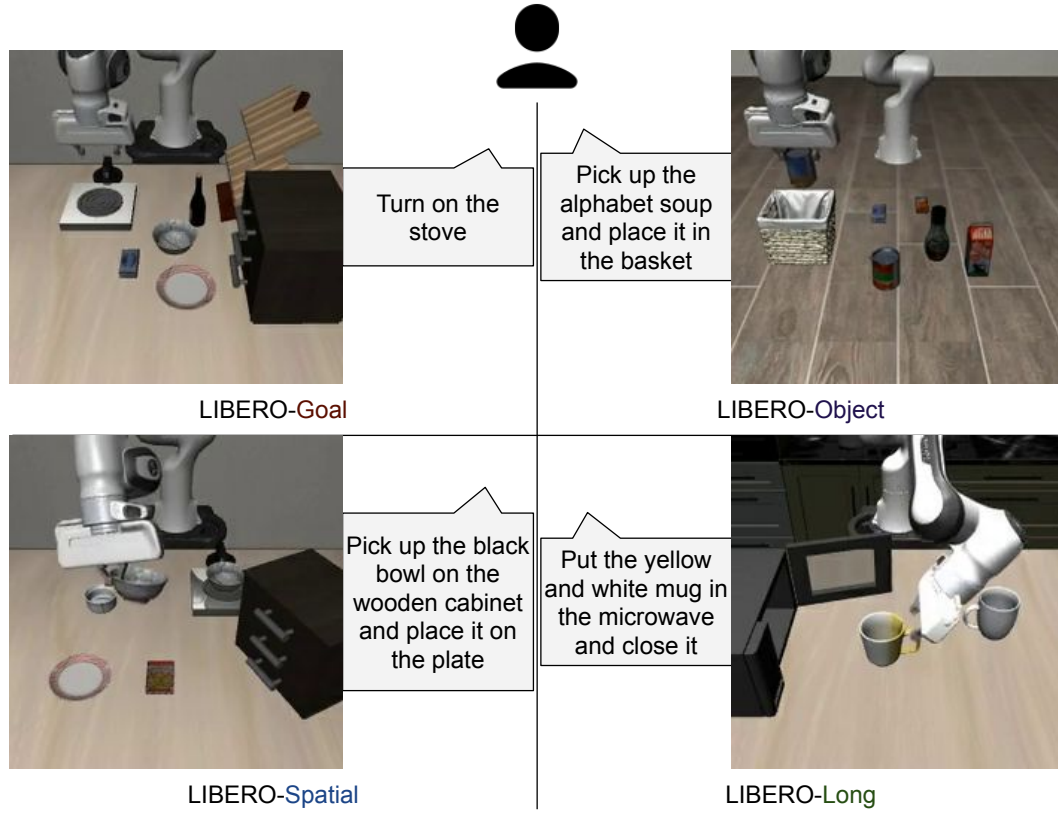 Turn on the
stove
Pick up the
alphabet soup
and place it in
the basket
LIBERO-Goal
LIBERO-Object
Pick up the black
bowl on the
wooden cabinet
and place it on
the plate
Put the yellow
and white mug in
the microwave
and close it
LIBERO-Spatial
LIBERO-Long